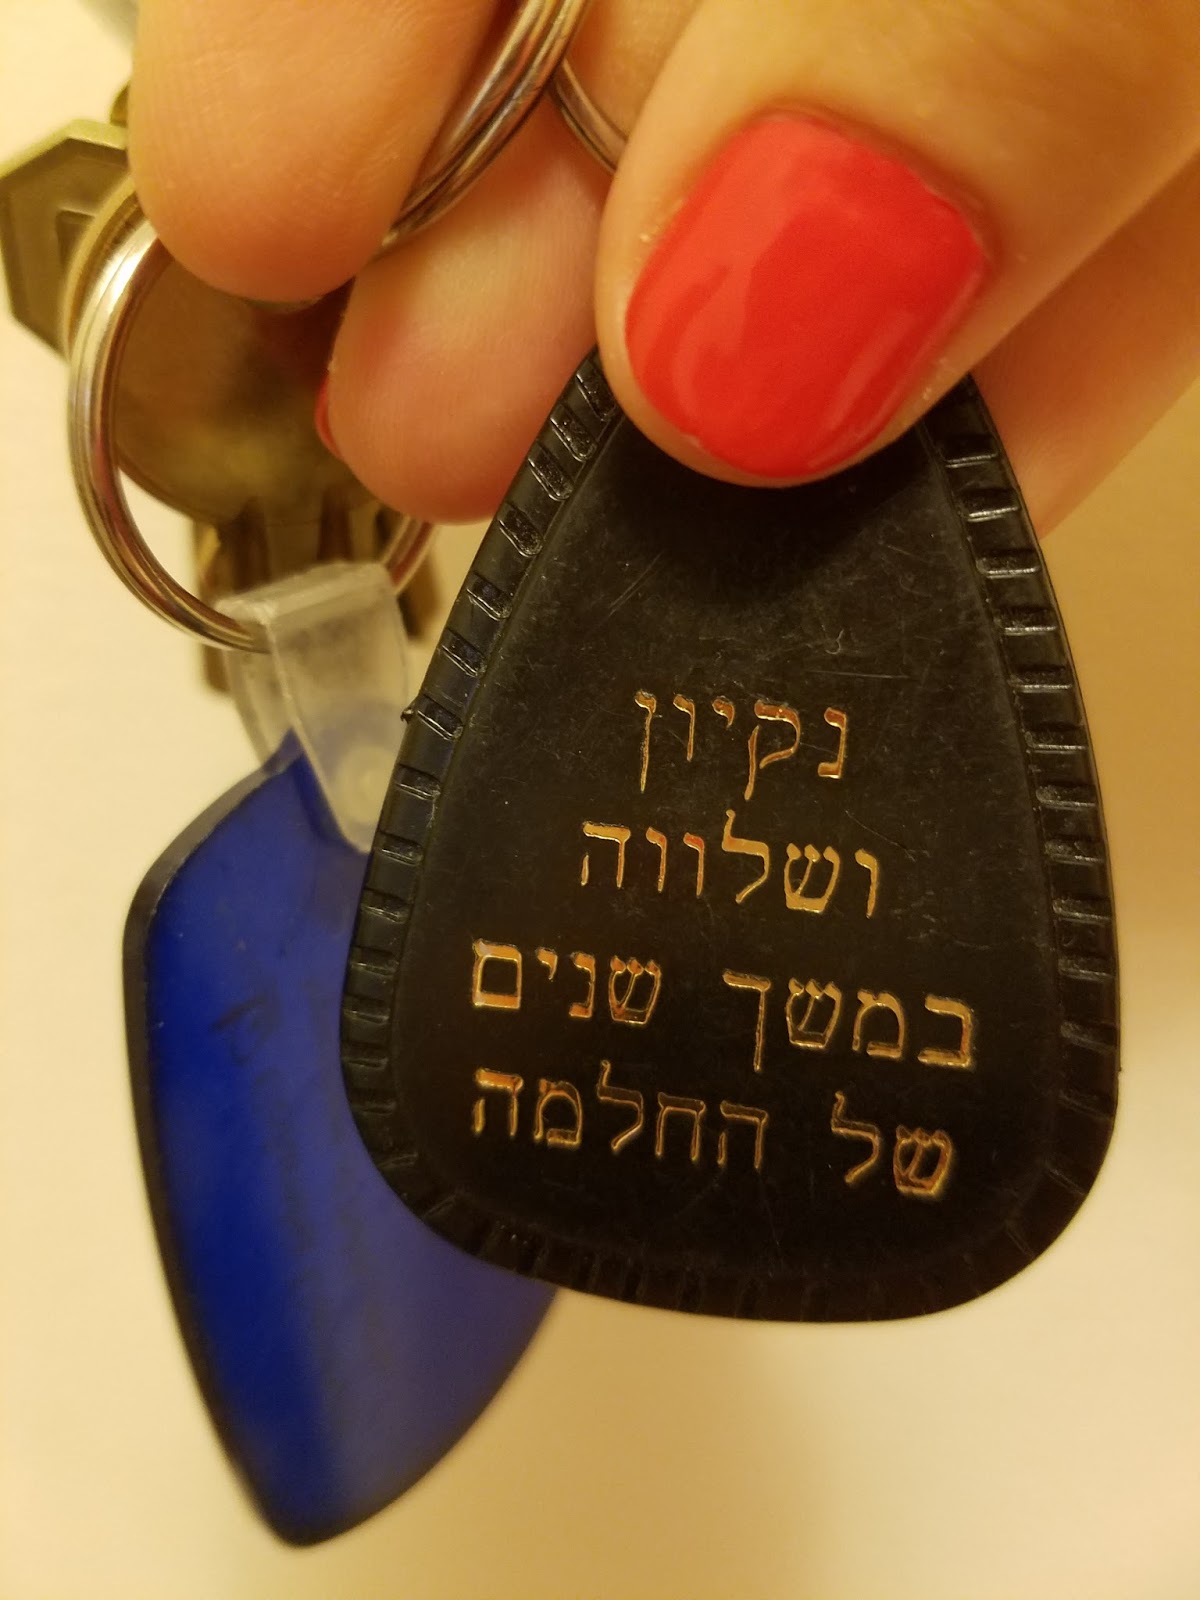 נקיון
ושלווה
במשך שנים
של החלמה